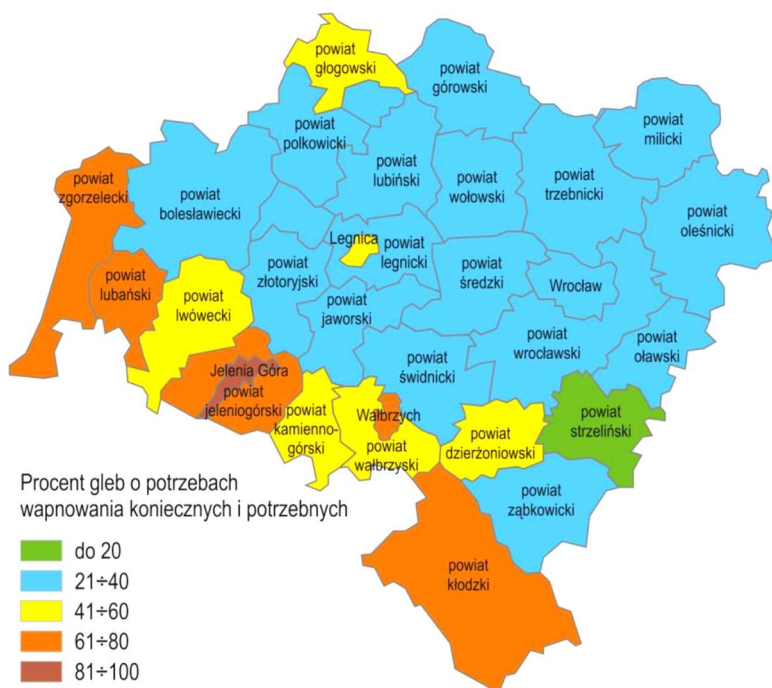 powiat
głogowski
powiat
górowski
powiat
milicki
powiat
polkowicki
powiat
lubiński
powiat
wołowski
powiat
trzebnicki
powiat
zgorzelecki
powiat
bolesławiecki
powiat
oleśnicki
Legnica
powiat
legnicki
powiat
złotoryjski
powiat
średzki
Wrocław
powiat
lubański
powiat
lwówecki
powiat
jaworski
powiat
wrocławski
powiat
oławski
powiat
świdnicki
Jelenia Góra
powiat
jeleniogórski
powiat
kamienno-
górski
Wałbrzych
powiat
wałbrzyski
powiat
dzierżoniowski
powiat
strzeliński
powiat
ząbkowicki
powiat
kłodzki
Procent gleb o potrzebach
wapnowania koniecznych i potrzebnych
do 20
21÷40
41÷60
61÷80
81÷100